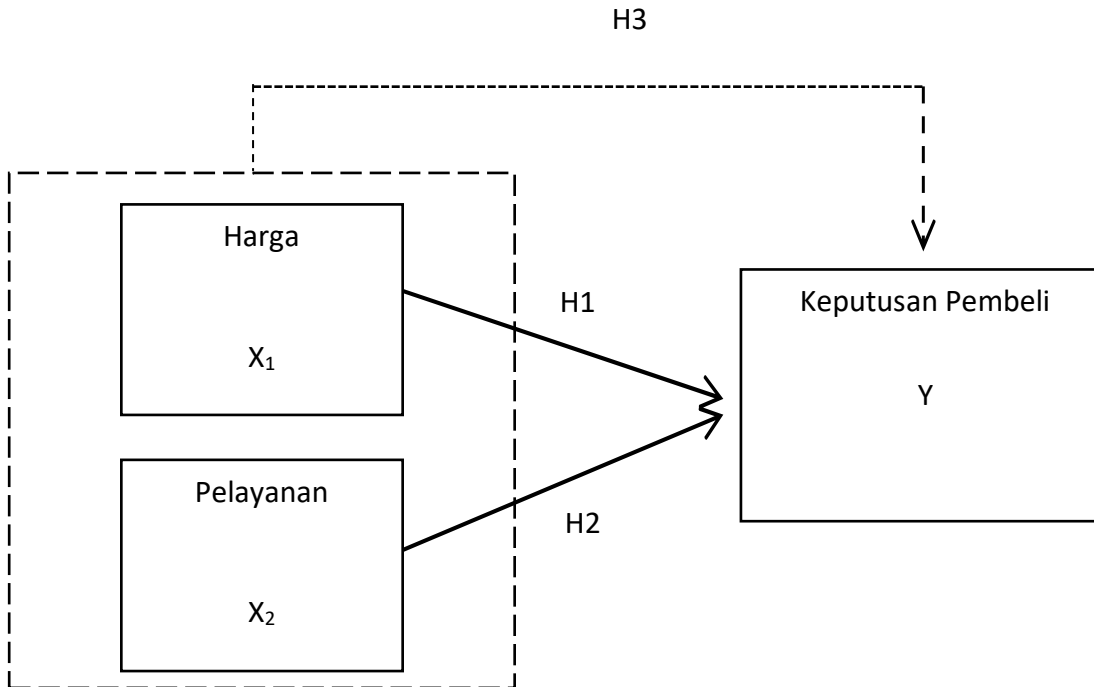 H3
Harga
X₁
H1
Keputusan Pembeli
Y
Pelayanan
X₂
H2